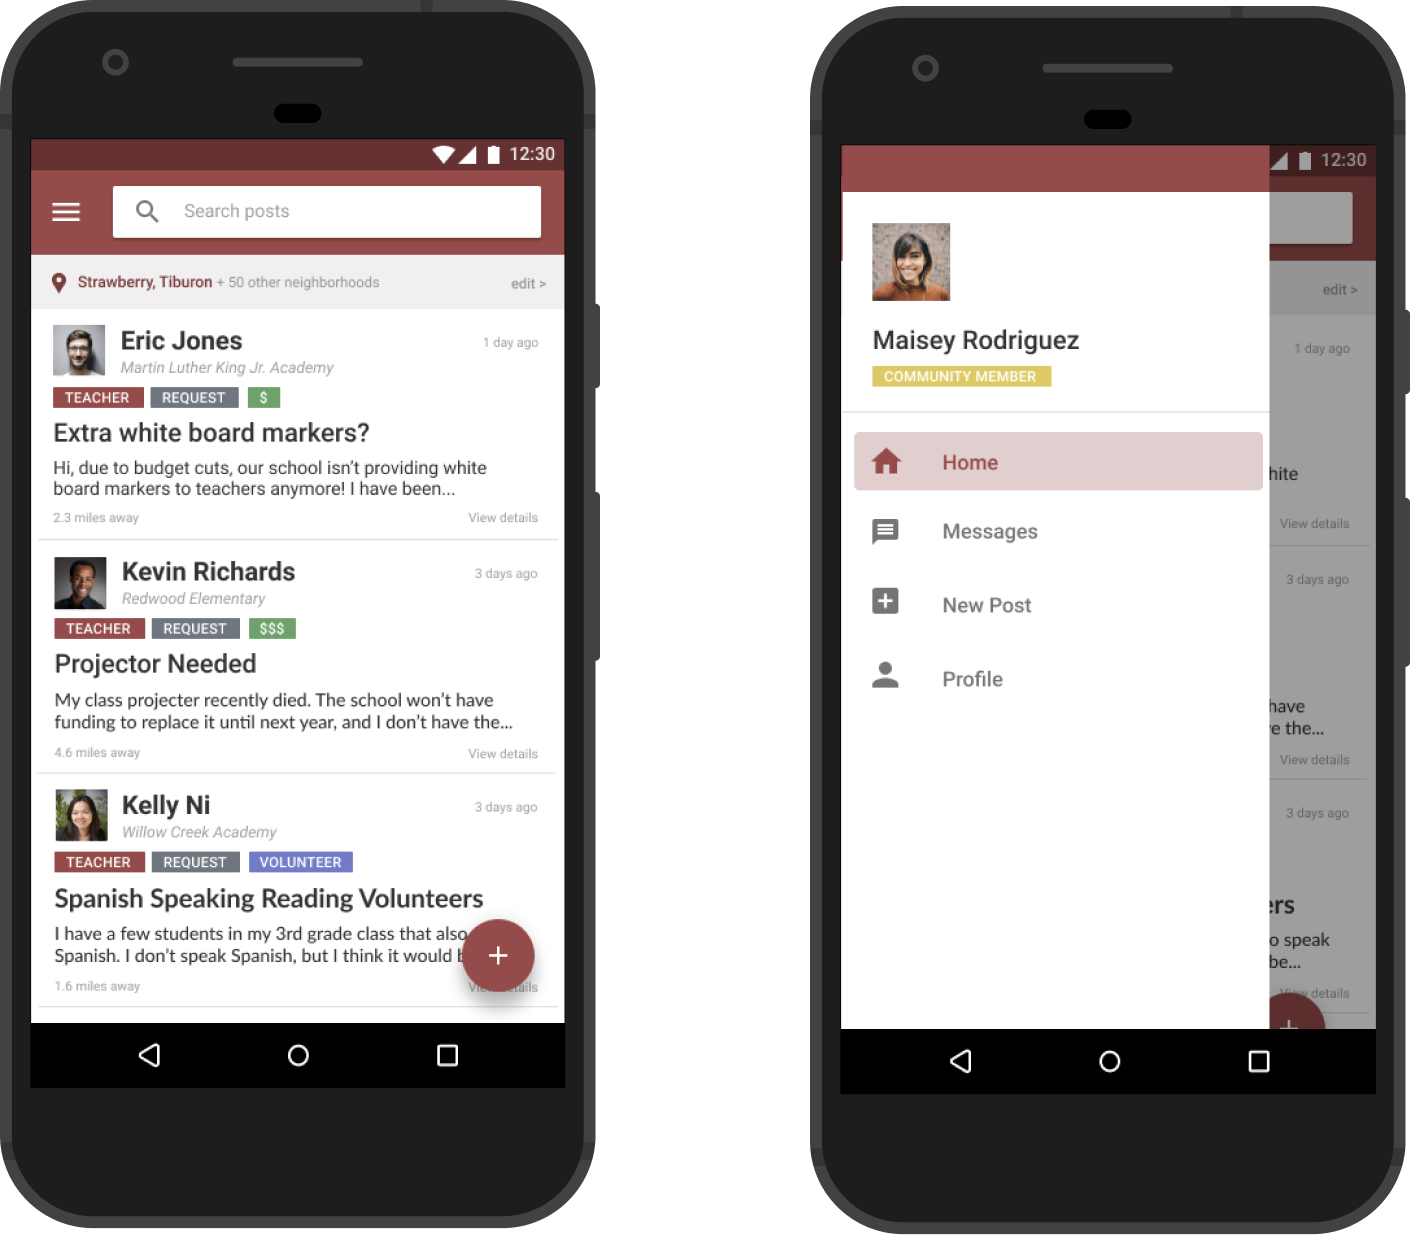 12:30
Search posts
Strawberry, Tiburon + 50 other neighborhoods edit >
Eric Jones 1 day ago
Martin Luther King Jr. Academy
TEACHER REQUEST $
Extra white board markers?
Hi, due to budget cuts, our school isn't providing white
board markers to teachers anymore! I have been...
2.3 miles away View details
Kevin Richards 3 days ago
Redwood Elementary
TEACHER REQUEST $$$
Projector Needed
My class projecter recently died. The school won't have
funding to replace it until next year, and I don't have the...
4.6 miles away View details
Kelly Ni 3 days ago
Willow Creek Academy
TEACHER REQUEST VOLUNTEER
Spanish Speaking Reading Volunteers
I have a few students in my 3rd grade class that also
Spanish. I don't speak Spanish, but I think it would
1.6 miles away
12:30
Maisey Rodriguez
COMMUNITY MEMBER
Home
Messages
New Post
Profile
edit >
1 day ago
View details
3 days ago
have
the...
View details
3 days ago
speak
be...
View details